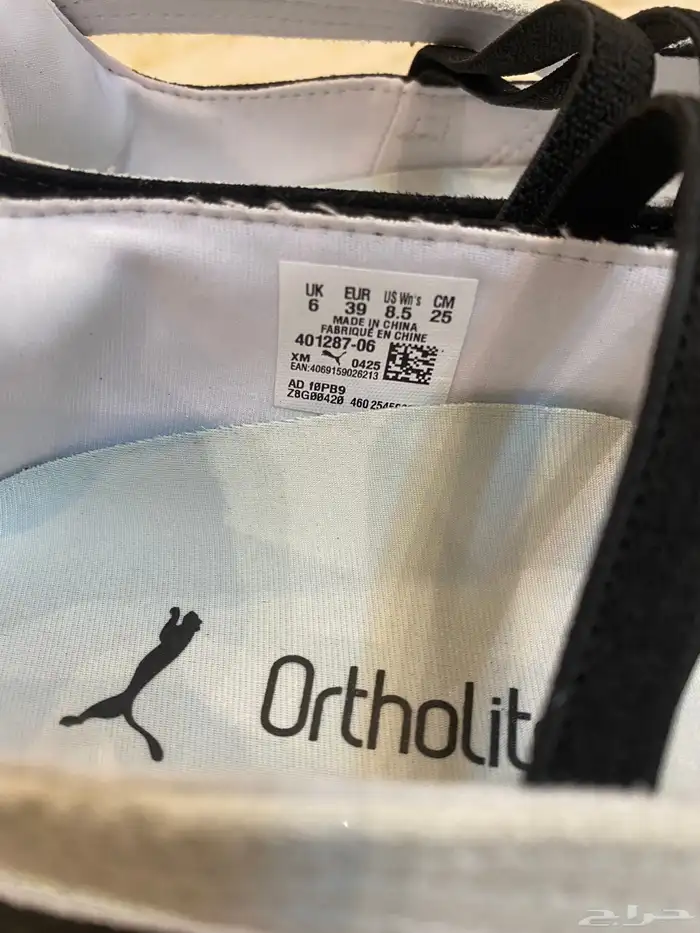 UK EUR US Wn's CM
6 39 8.5 25
MADE IN CHINA
FABRIQUÉ EN CHINE
401287-06
XM 0425
EAN:4069159026213
AD 10PB9
Z8G00420
Ortholit
حراج